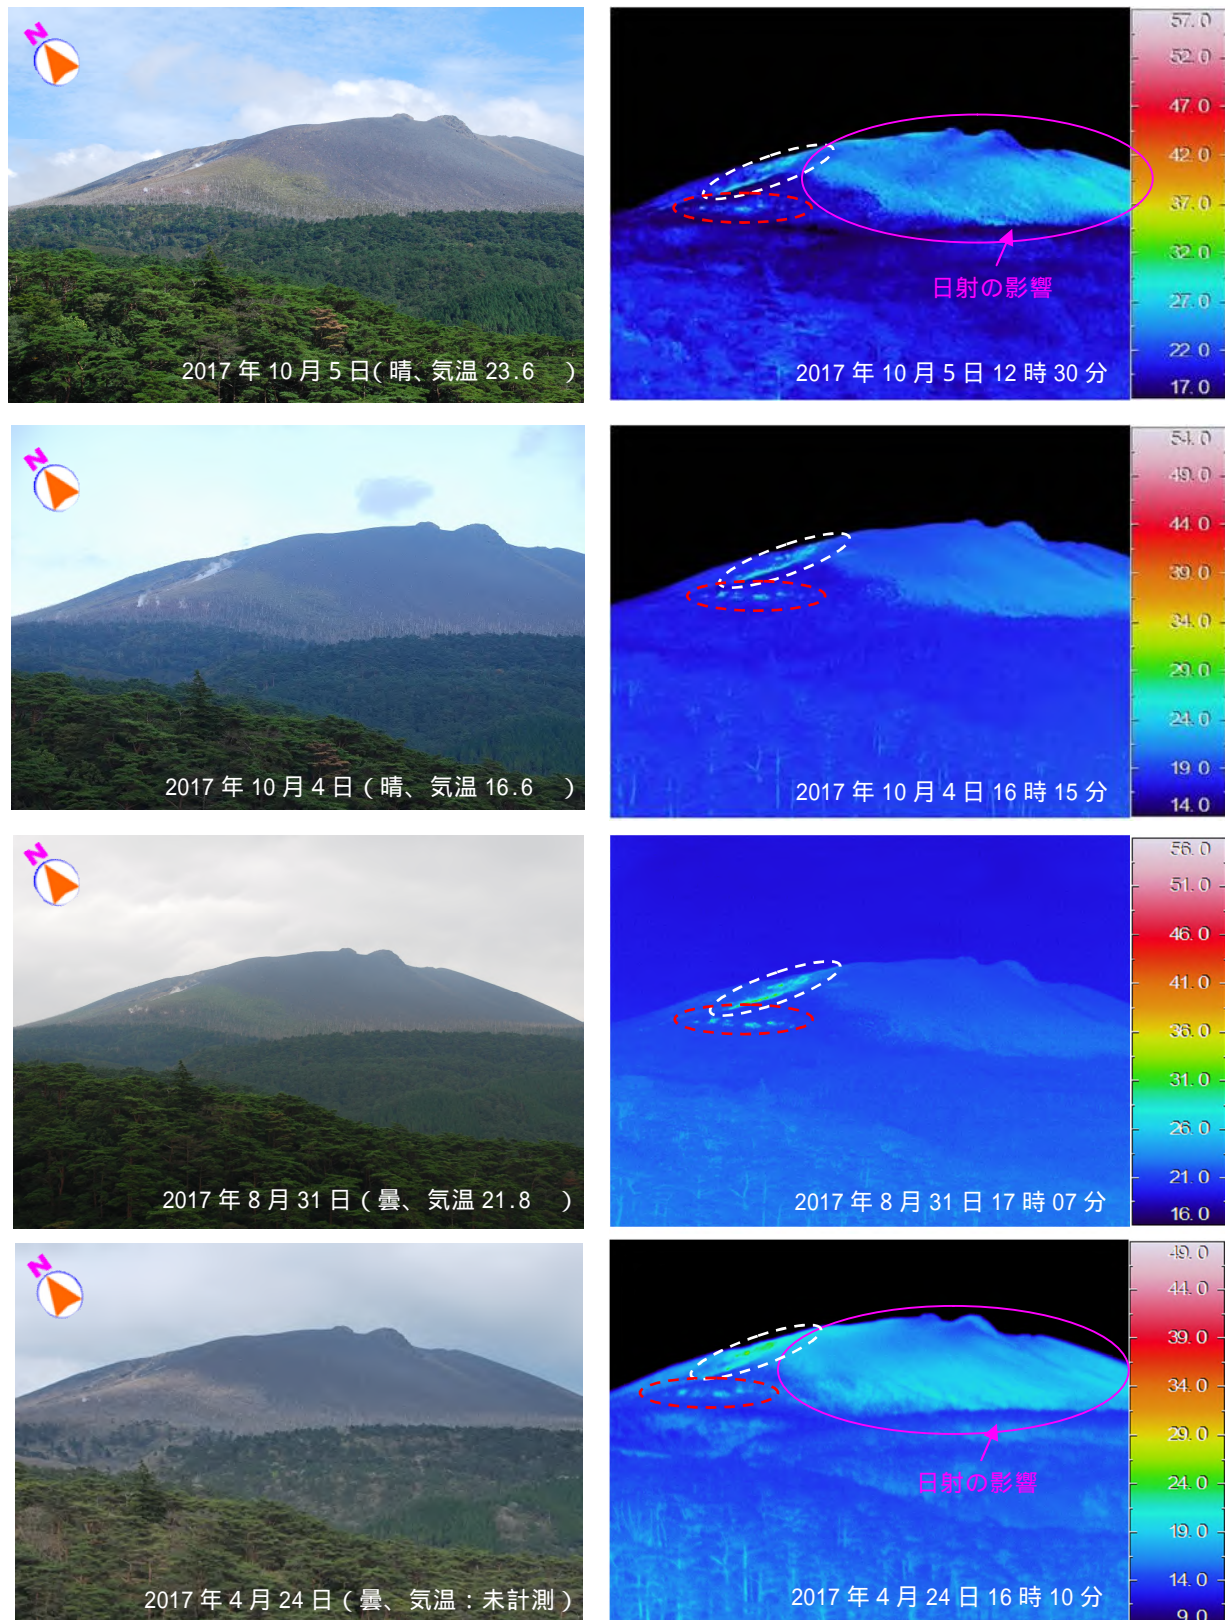 N
2017 年 10 月 5 日(晴、気温 23.6 )
57.0
52.0
47.0
42.0
37.0
32.0
27.0
22.0
17.0
日射の影響
2017 年 10 月 5 日 12 時 30 分
N
2017 年 10 月 4 日(晴、気温 16.6 )
54.0
49.0
44.0
39.0
34.0
29.0
24.0
19.0
14.0
2017 年 10 月 4 日 16 時 15 分
N
2017 年 8 月 31 日(曇、気温 21.8 )
56.0
51.0
46.0
41.0
36.0
31.0
26.0
21.0
16.0
2017 年 8 月 31 日 17 時 07 分
N
2017 年 4 月 24 日(曇、気温:未計測)
49.0
44.0
39.0
34.0
29.0
24.0
19.0
14.0
9.0
日射の影響
2017 年 4 月 24 日 16 時 10 分